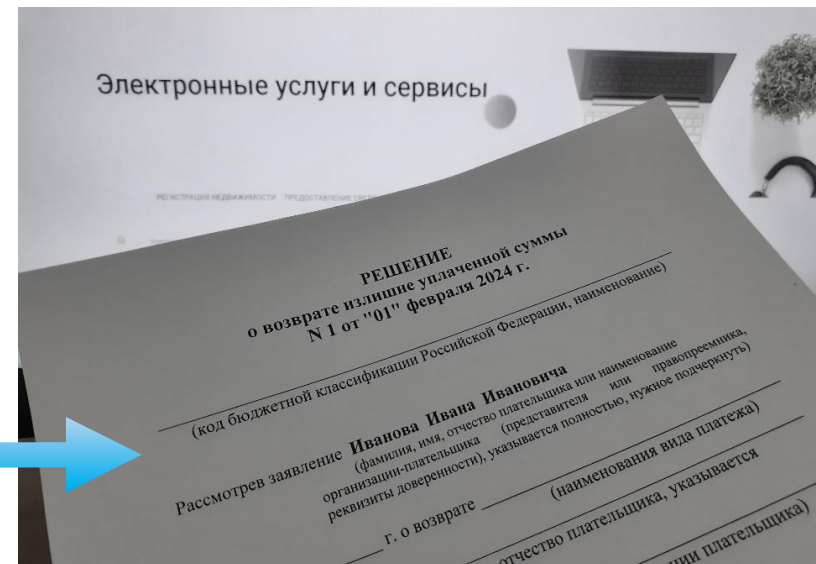 Электронные услуги и сервисы
РЕГИСТРАЦИЯ НЕДВИЖИМОСТИ ПРЕДОСТАВЛЕНИЕ
РЕШЕНИЕ
о возврате излишне уплаченной суммы
N 1 от "01" февраля 2024 г.
(код бюджетной классификации Российской Федерации, наименование)
Рассмотрев заявление Иванова Ивана Ивановича
(фамилия, имя, отчество плательщика или наименование
организации-плательщика (представителя или правопреемника,
реквизиты доверенности), указывается полностью, нужное подчеркнуть)
г. о возврате
(наименования вида платежа)
отчество плательщика, указывается
ции плательщика)